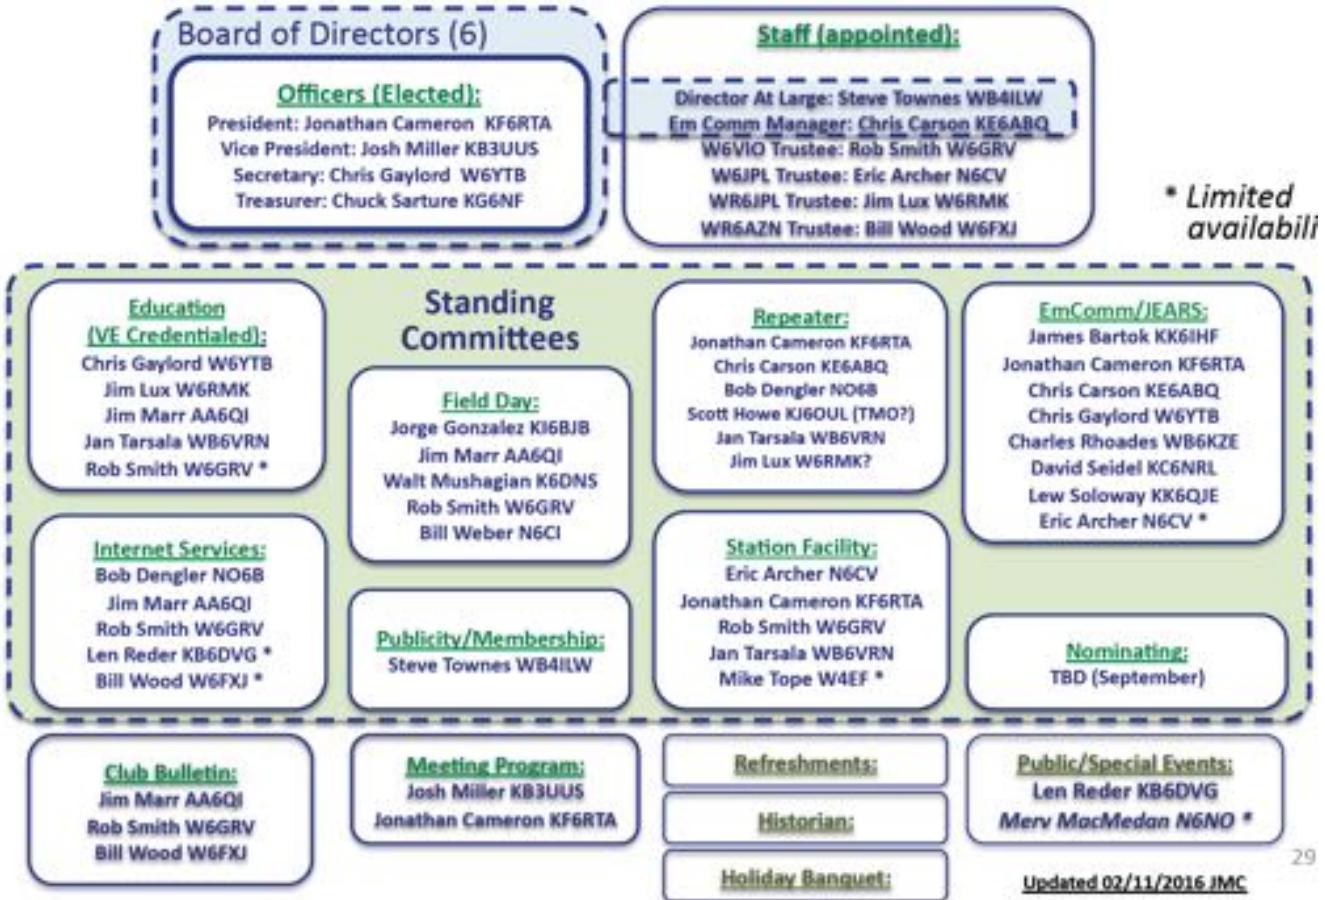 Board of Directors (6)
Officers (Elected):
President: Jonathan Cameron KF6RTA
Vice President: Josh Miller KB3UUS
Secretary: Chris Gaylord W6YTB
Treasurer: Chuck Sarture KG6NF
Staff (appointed):
Director At Large: Steve Townes WB4ILW
Em Comm Manager: Chris Carson KE6ABQ
W6VIO Trustee: Rob Smith W6GRV
W6JPL Trustee: Eric Archer N6CV
WR6JPL Trustee: Jim Lux W6RMK
WR6AZN Trustee: Bill Wood W6FXJ
* Limited
availabili
Education
(VE Credentialed):
Chris Gaylord W6YTB
Jim Lux W6RMK
Jim Marr AA6QI
Jan Tarsala WB6VRN
Rob Smith W6GRV *
Standing
Committees
Field Day:
Jorge Gonzalez KI6BJB
Jim Marr AA6QI
Walt Mushagian K6DNS
Rob Smith W6GRV
Bill Weber N6CI
Repeater:
Jonathan Cameron KF6RTA
Chris Carson KE6ABQ
Bob Dengler NO6B
Scott Howe KJ6OUL (TMO?)
Jan Tarsala WB6VRN
Jim Lux W6RMK?
EmComm/JEARS:
James Bartok KK6IHF
Jonathan Cameron KF6RTA
Chris Carson KE6ABQ
Chris Gaylord W6YTB
Charles Rhoades WB6KZE
David Seidel KC6NRL
Lew Soloway KK6QJE
Eric Archer N6CV *
Internet Services:
Bob Dengler NO6B
Jim Marr AA6QI
Rob Smith W6GRV
Len Reder KB6DVG *
Bill Wood W6FXJ *
Publicity/Membership:
Steve Townes WB4ILW
Station Facility:
Eric Archer N6CV
Jonathan Cameron KF6RTA
Rob Smith W6GRV
Jan Tarsala WB6VRN
Mike Tope W4EF *
Nominating:
TBD (September)
Club Bulletin:
Jim Marr AA6QI
Rob Smith W6GRV
Bill Wood W6FXJ
Meeting Program:
Josh Miller KB3UUS
Jonathan Cameron KF6RTA
Refreshments:
Historian:
Holiday Banquet:
Public/Special Events:
Len Reder KB6DVG
Merv MacMedan N6NO *
29
Updated 02/11/2016 JMC